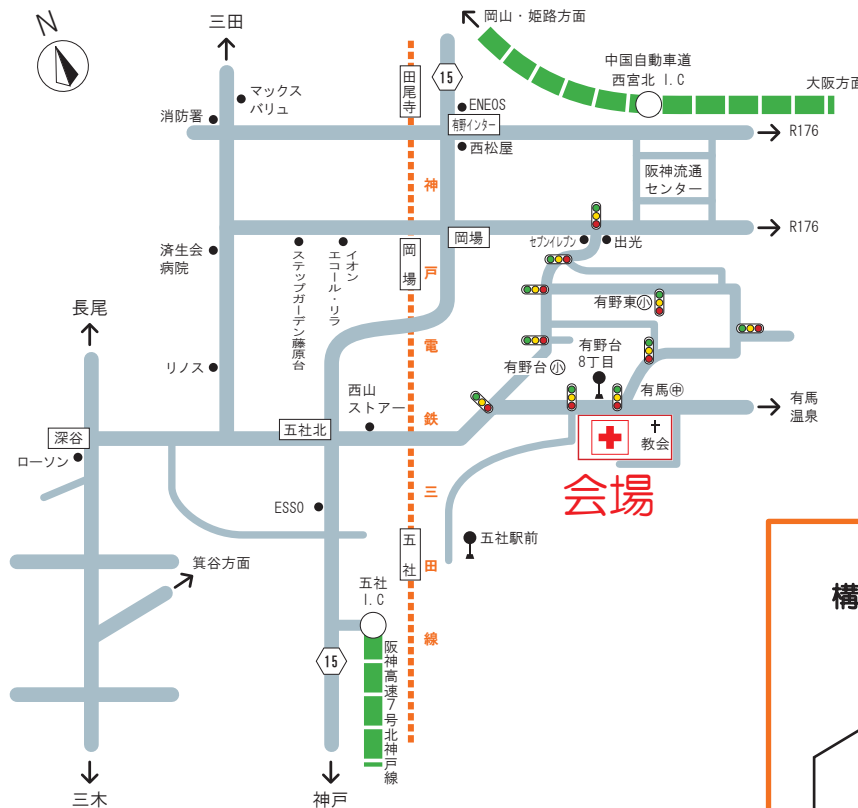 N
三田
岡山・姫路方面
中国自動車道
西宮北 I.C
大阪方面
田尾寺
15
マックス
バリュ
消防署
ENEOS
有野インター
R176
西松屋
阪神流通
センター
神戸電鉄三田線
岡場
岡場
セブンイレブン
出光
R176
済生会
病院
ステップガーデン藤原台
イオン
エコール・リラ
有野東小
長尾
リノス
有野台小
有野台
8丁目
有馬中
有馬
温泉
西山
ストアー
五社北
深谷
ローソン
教会
会場
ESSO
五社
五社駅前
箕谷方面
五社
I.C
15
阪神高速7号北神戸線
構
三木
神戸